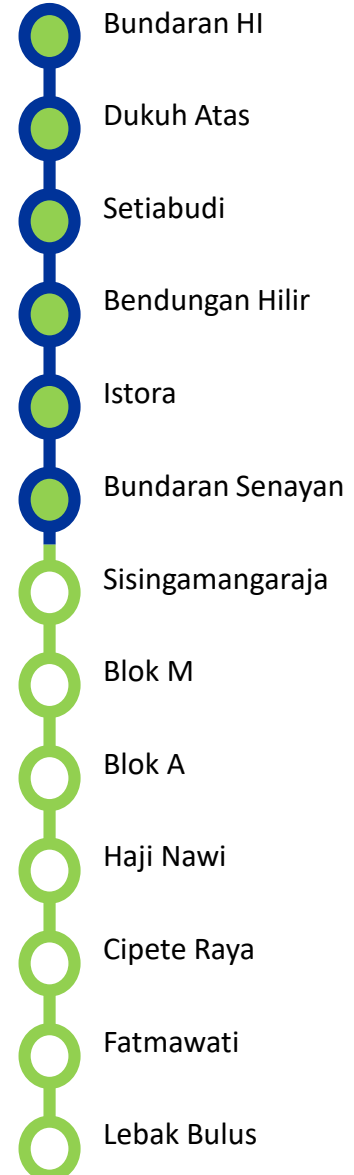 Bundaran HI
Dukuh Atas
Setiabudi
Bendungan Hilir
Istora
Bundaran Senayan
Sisingamangaraja
Blok M
Blok A
Haji Nawi
Cipete Raya
Fatmawati
Lebak Bulus